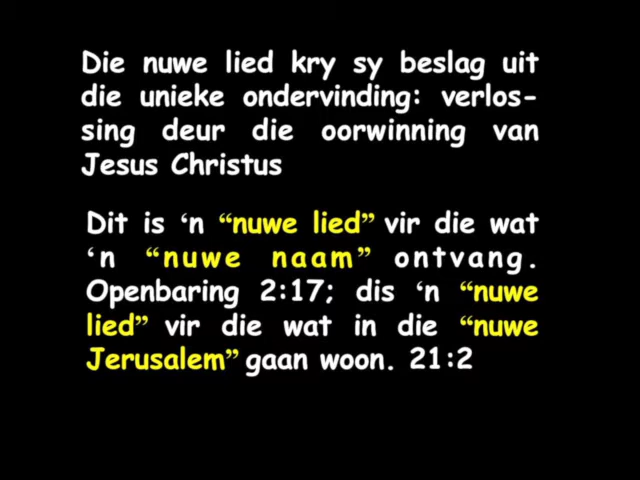 Die nuwe lied kry sy beslag uit
die unieke ondervinding: verlos-
sing deur die oorwinning van
Jesus Christus
Dit is ‘n “nuwe lied” vir die wat
‘n “nuwe naam” ontvang.
Openbaring 2:17; dis ‘n “nuwe
lied” vir die wat in die “nuwe
Jerusalem” gaan woon. 21:2